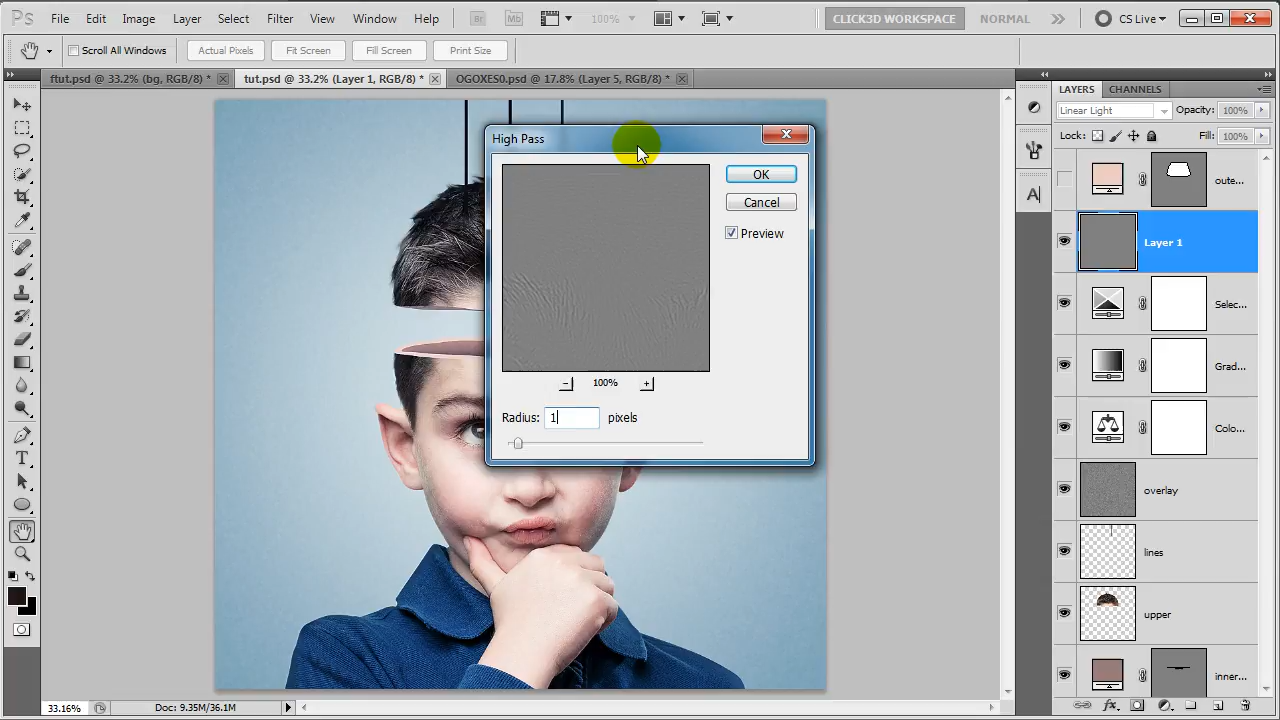 Ps File Edit Image Layer Select Filter View Window Help Br Mb 100% CLICK3D WORKSPACE NORMAL CS Live
Scroll All Windows Actual Pixels Fit Screen Fill Screen Print Size
ftut.psd @ 33.2% (bg, RGB/8) * tut.psd @ 33.2% (Layer 1, RGB/8) * OGOXES0.psd @ 17.8% (Layer 5, RGB/8) *
LAYERS CHANNELS
Linear Light Opacity: 100%
Lock: Fill: 100%
oute...
Layer 1
Selec...
Grad...
Colo...
overlay
lines
upper
inner...
High Pass
OK
Cancel
Preview
100%
Radius: 1 pixels
33.16% Doc: 9.35M/36.1M